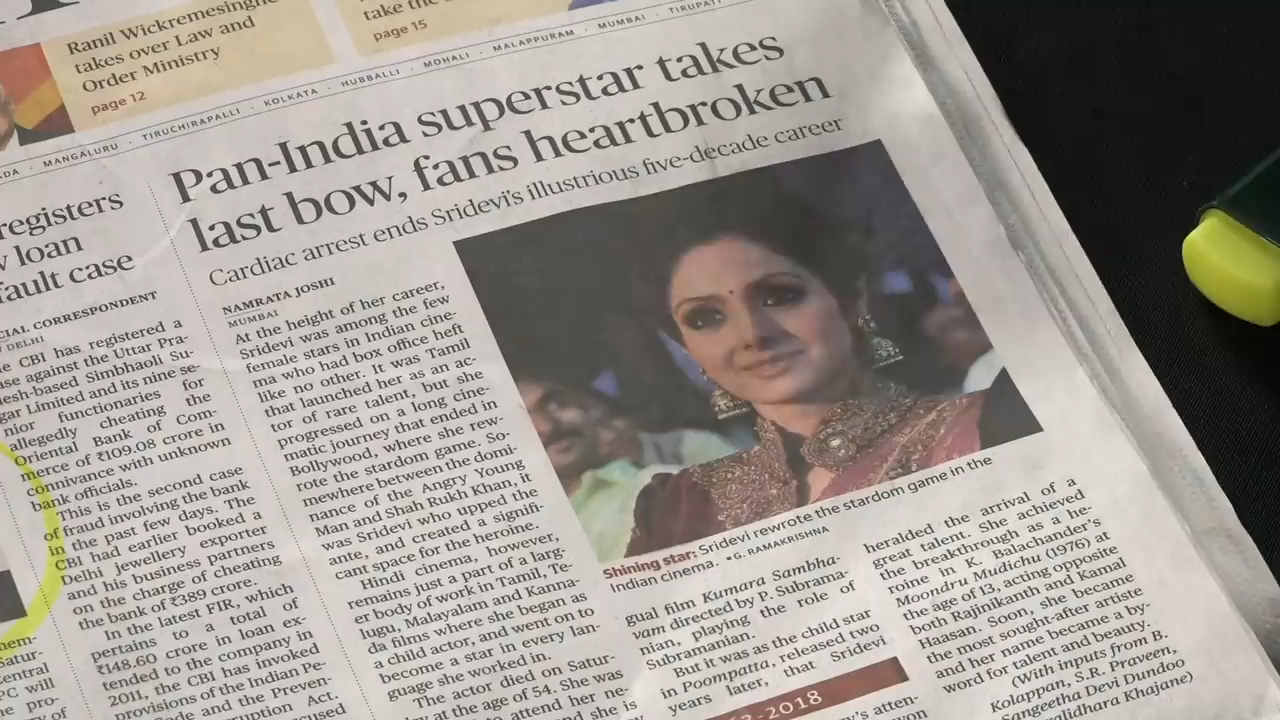 Ranil Wickremesinghe
takes over Law and
Order Ministry
page 12
take the
page 15
MANGALURU · TIRUCHIRAPALLI · KOLKATA · HUBBALLI · MOHALI · MALAPPURAM · MUMBAI · TIRUPATI
registers
loan
case
CORRESPONDENT
DELHI
CBI has registered a
against the Uttar Pra-
desh-based Simbhaoli Su-
gar Limited and its nine se-
nior functionaries for
allegedly cheating the
Oriental Bank of Com-
merce of ₹109.08 crore in
connivance with unknown
bank officials.
This is the second case
of fraud involving the bank
in the past few days. The
CBI had earlier booked a
Delhi jewellery exporter
and his business partners
on the charge of cheating
the bank of ₹389 crore.
In the latest FIR, which
pertains to a total of
₹148.60 crore in loan ex-
tended to the company in
2011, the CBI has invoked
provisions of the Indian Pe-
and the Preven-
Act.
Pan-India superstar takes
last bow, fans heartbroken
Cardiac arrest ends Sridevi's illustrious five-decade career
NAMRATA JOSHI
MUMBAI
At the height of her career,
Sridevi was among the few
female stars in Indian cine-
ma who had box office heft
like no other. It was Tamil
that launched her as an ac-
tor of rare talent, but she
progressed on a long cine-
matic journey that ended in
Bollywood, where she rew-
rote the stardom game. So-
mewhere between the domi-
nance of the Angry Young
Man and Shah Rukh Khan, it
was Sridevi who upped the
ante, and created a signifi-
cant space for the heroine.
Hindi cinema, however,
remains just a part of a larg-
er body of work in Tamil, Te-
lugu, Malayalam and Kanna-
da films where she began as
a child actor, and went on to
become a star in every lan-
guage she worked in.
The actor died on Satur-
day at the age of 54. She was
to attend her ne-
and she is
Shining star: Sridevi rewrote the stardom game in the
Indian cinema. • G. RAMAKRISHNA
gual film Kumara Sambha-
vam directed by P. Subrama-
nian, playing the role of
Subramanian.
But it was as the child star
in Poompatta, released two
years later, that Sridevi
-2018
heralded the arrival of a
great talent. She achieved
the breakthrough as a he-
roine in K. Balachander's
Moondru Mudichu (1976) at
the age of 13, acting opposite
both Rajinikanth and Kamal
Haasan. Soon, she became
the most sought-after artiste
and her name became a by-
word for talent and beauty.
(With inputs from B.
Kolappan, S.R. Praveen,
Sangeetha Devi Dundoo
Khajane)